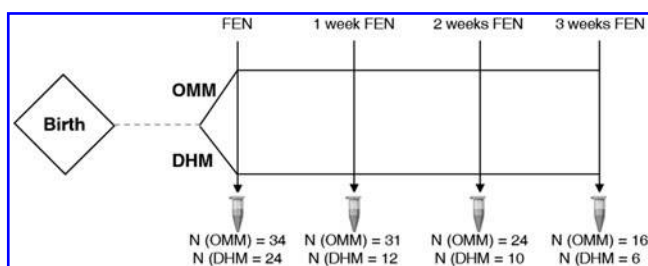 FEN 1 week FEN 2 weeks FEN 3 weeks FEN
OMM
Birth
DHM
N (OMM) = 34 N (OMM) = 31 N (OMM) = 24 N (OMM) = 16
N (DHM = 24 N (DHM) = 12 N (DHM) = 10 N (DHM) = 6